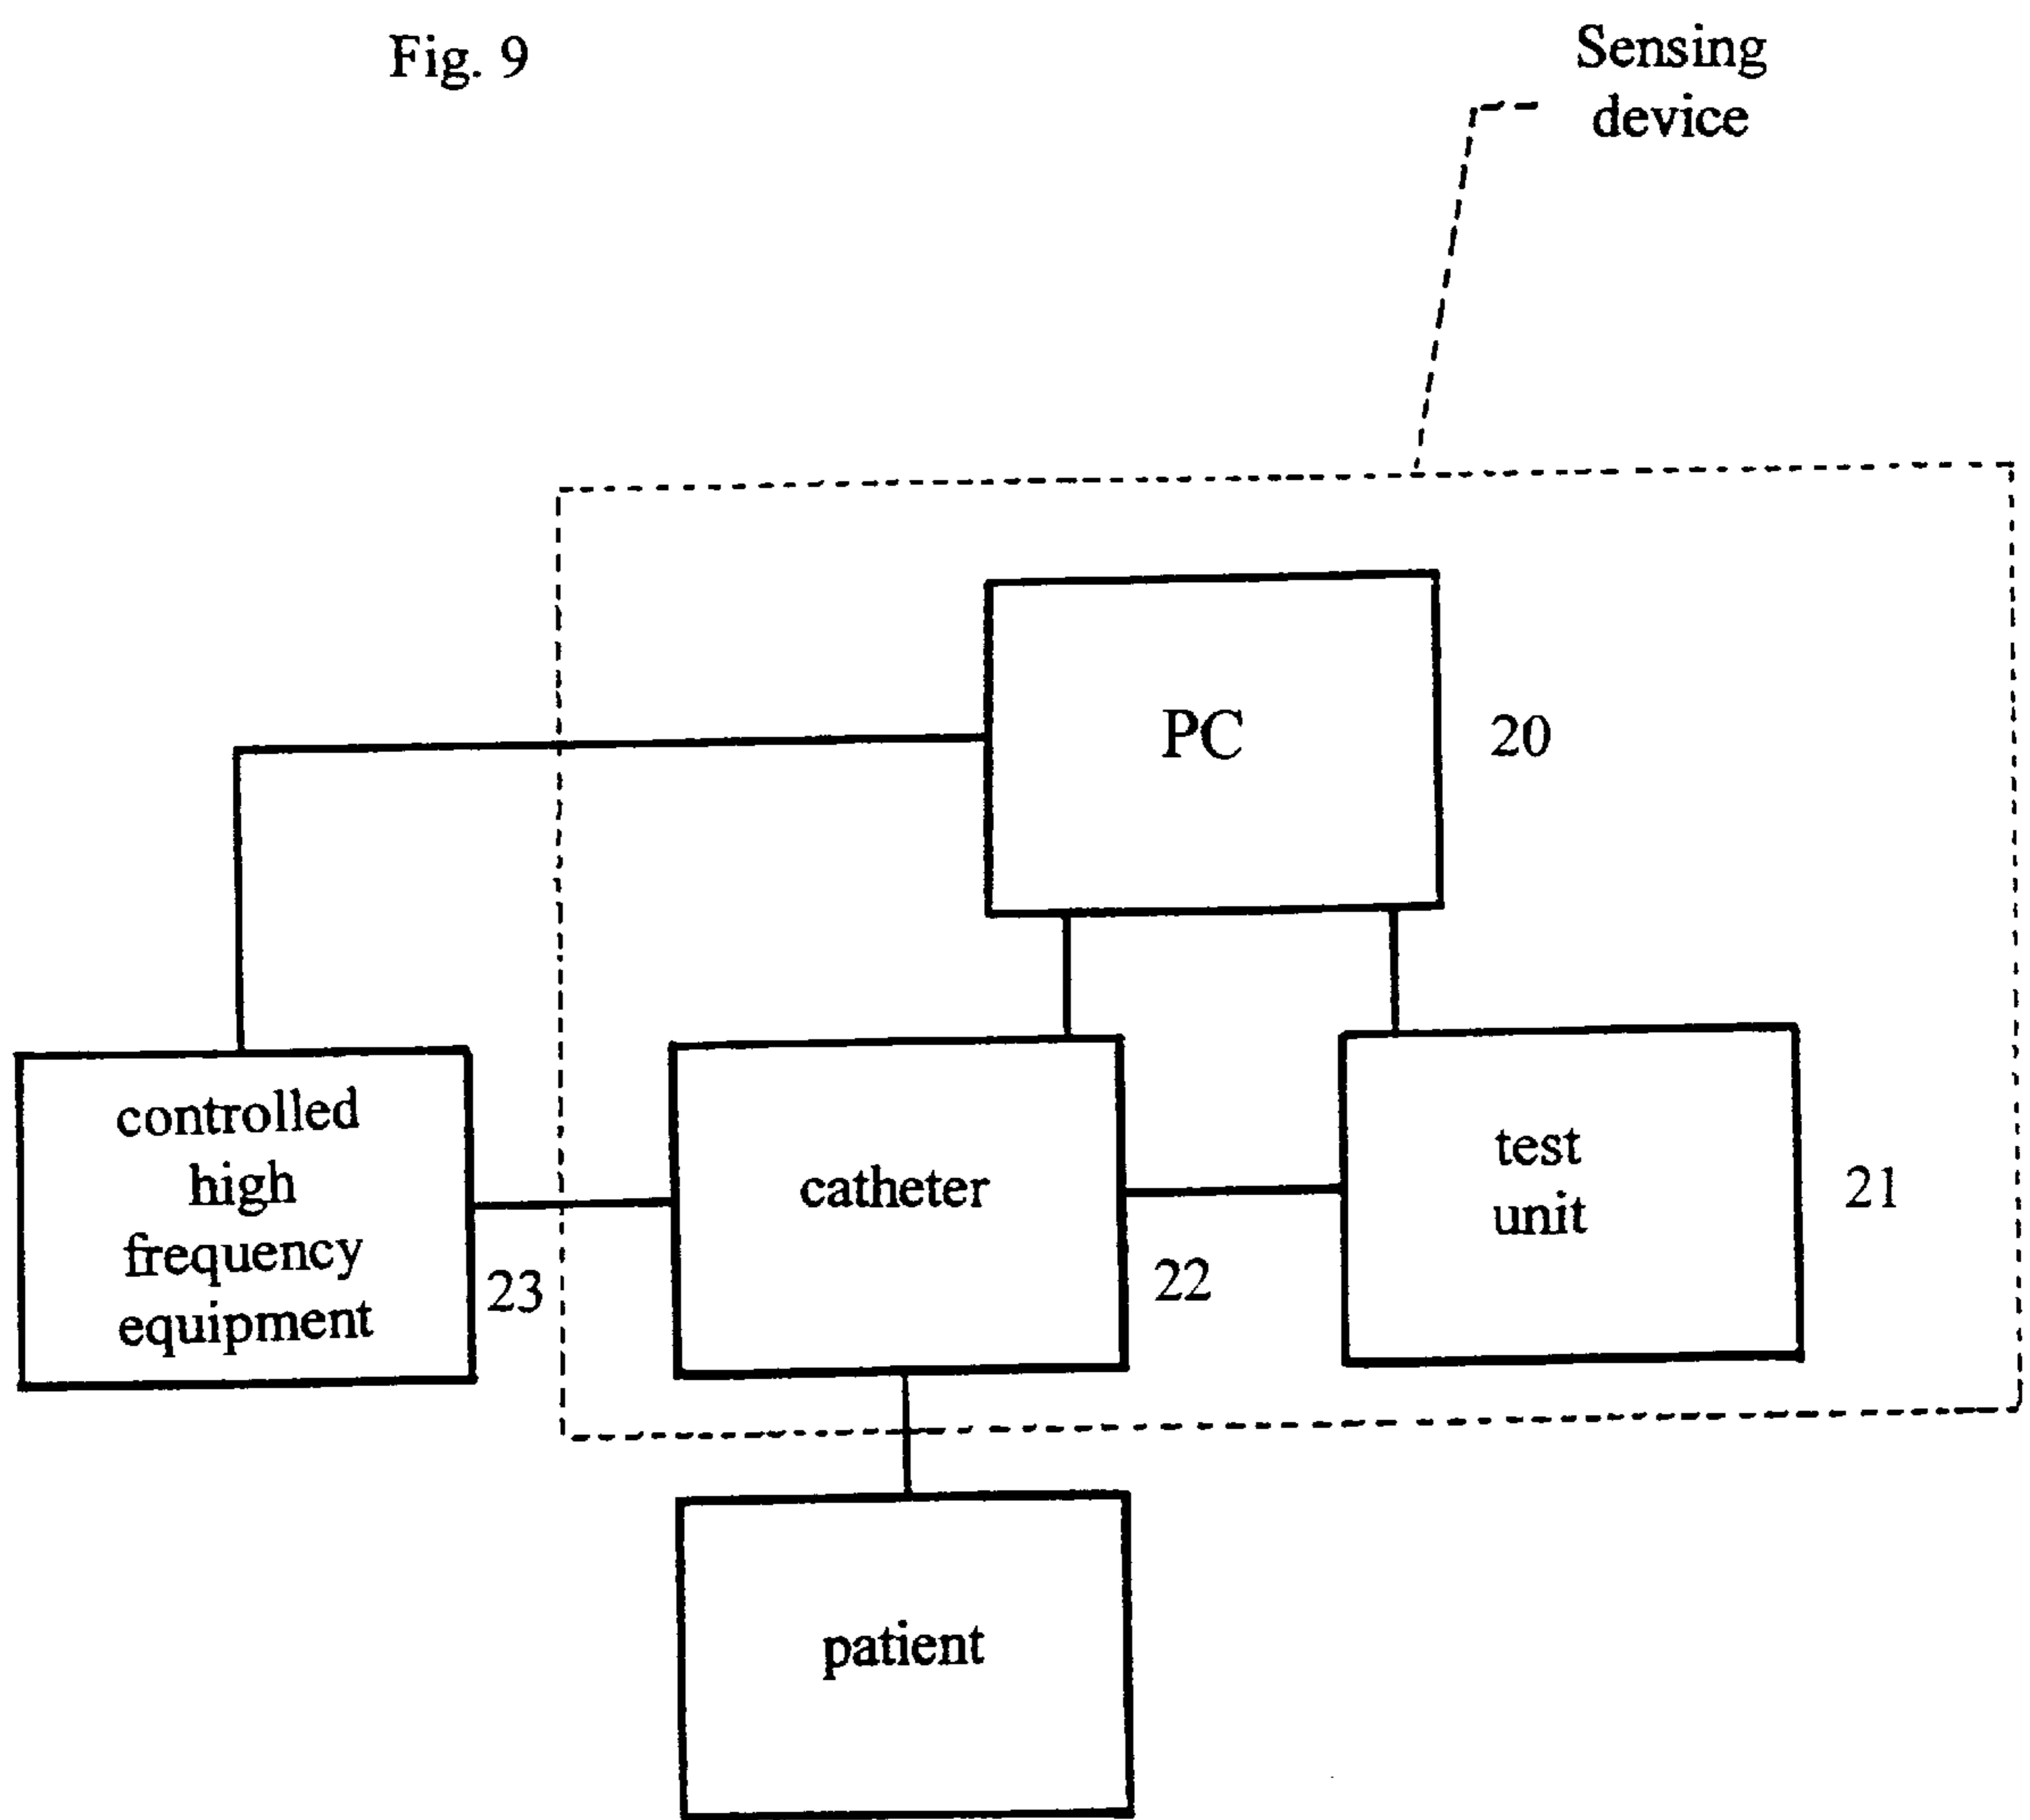 Fig. 9
Sensing
device
PC
20
controlled
high
frequency
equipment
23
catheter
22
test
unit
21
patient